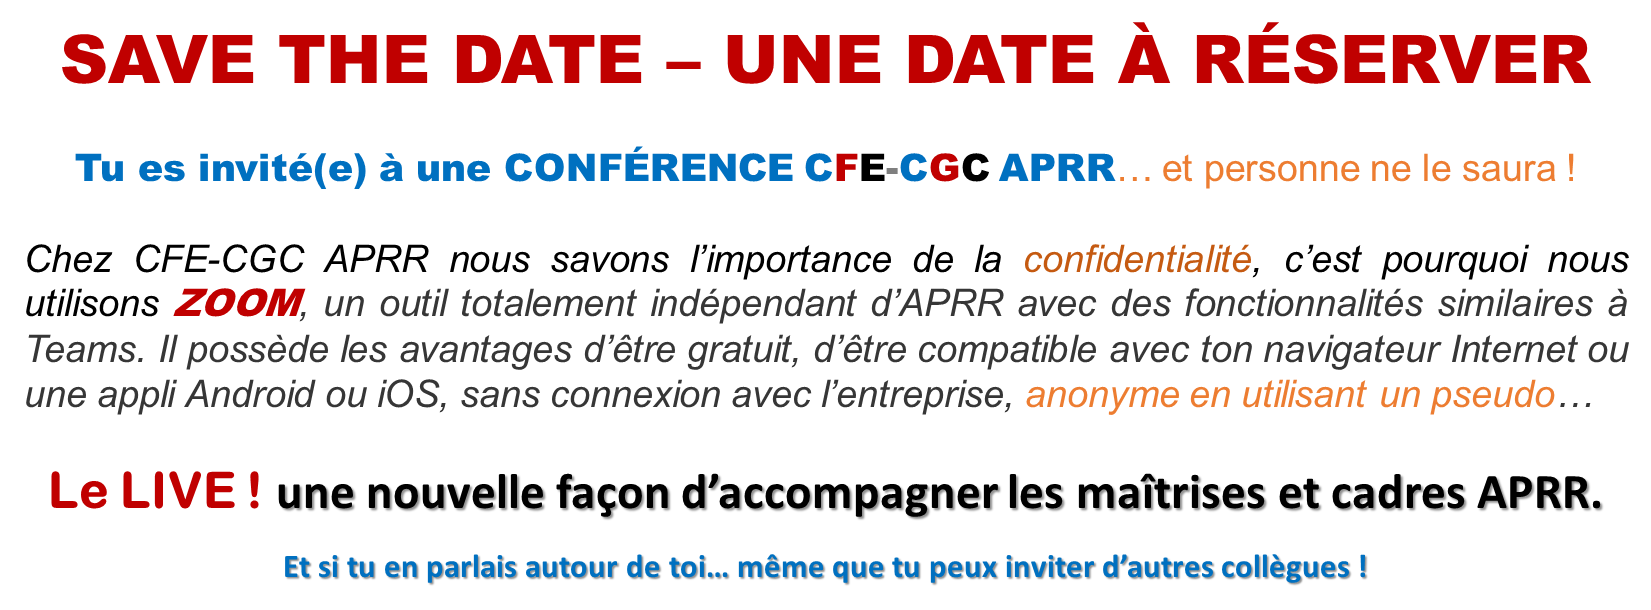 SAVE THE DATE – UNE DATE À RÉSERVER
Tu es invité(e) à une CONFÉRENCE CFE-CGC APRR… et personne ne le saura !
Chez CFE-CGC APRR nous savons l’importance de la confidentialité, c’est pourquoi nous
utilisons ZOOM, un outil totalement indépendant d’APRR avec des fonctionnalités similaires à
Teams. Il possède les avantages d’être gratuit, d’être compatible avec ton navigateur Internet ou
une appli Android ou iOS, sans connexion avec l’entreprise, anonyme en utilisant un pseudo…
Le LIVE ! une nouvelle façon d’accompagner les maîtrises et cadres APRR.
Et si tu en parlais autour de toi… même que tu peux inviter d’autres collègues !